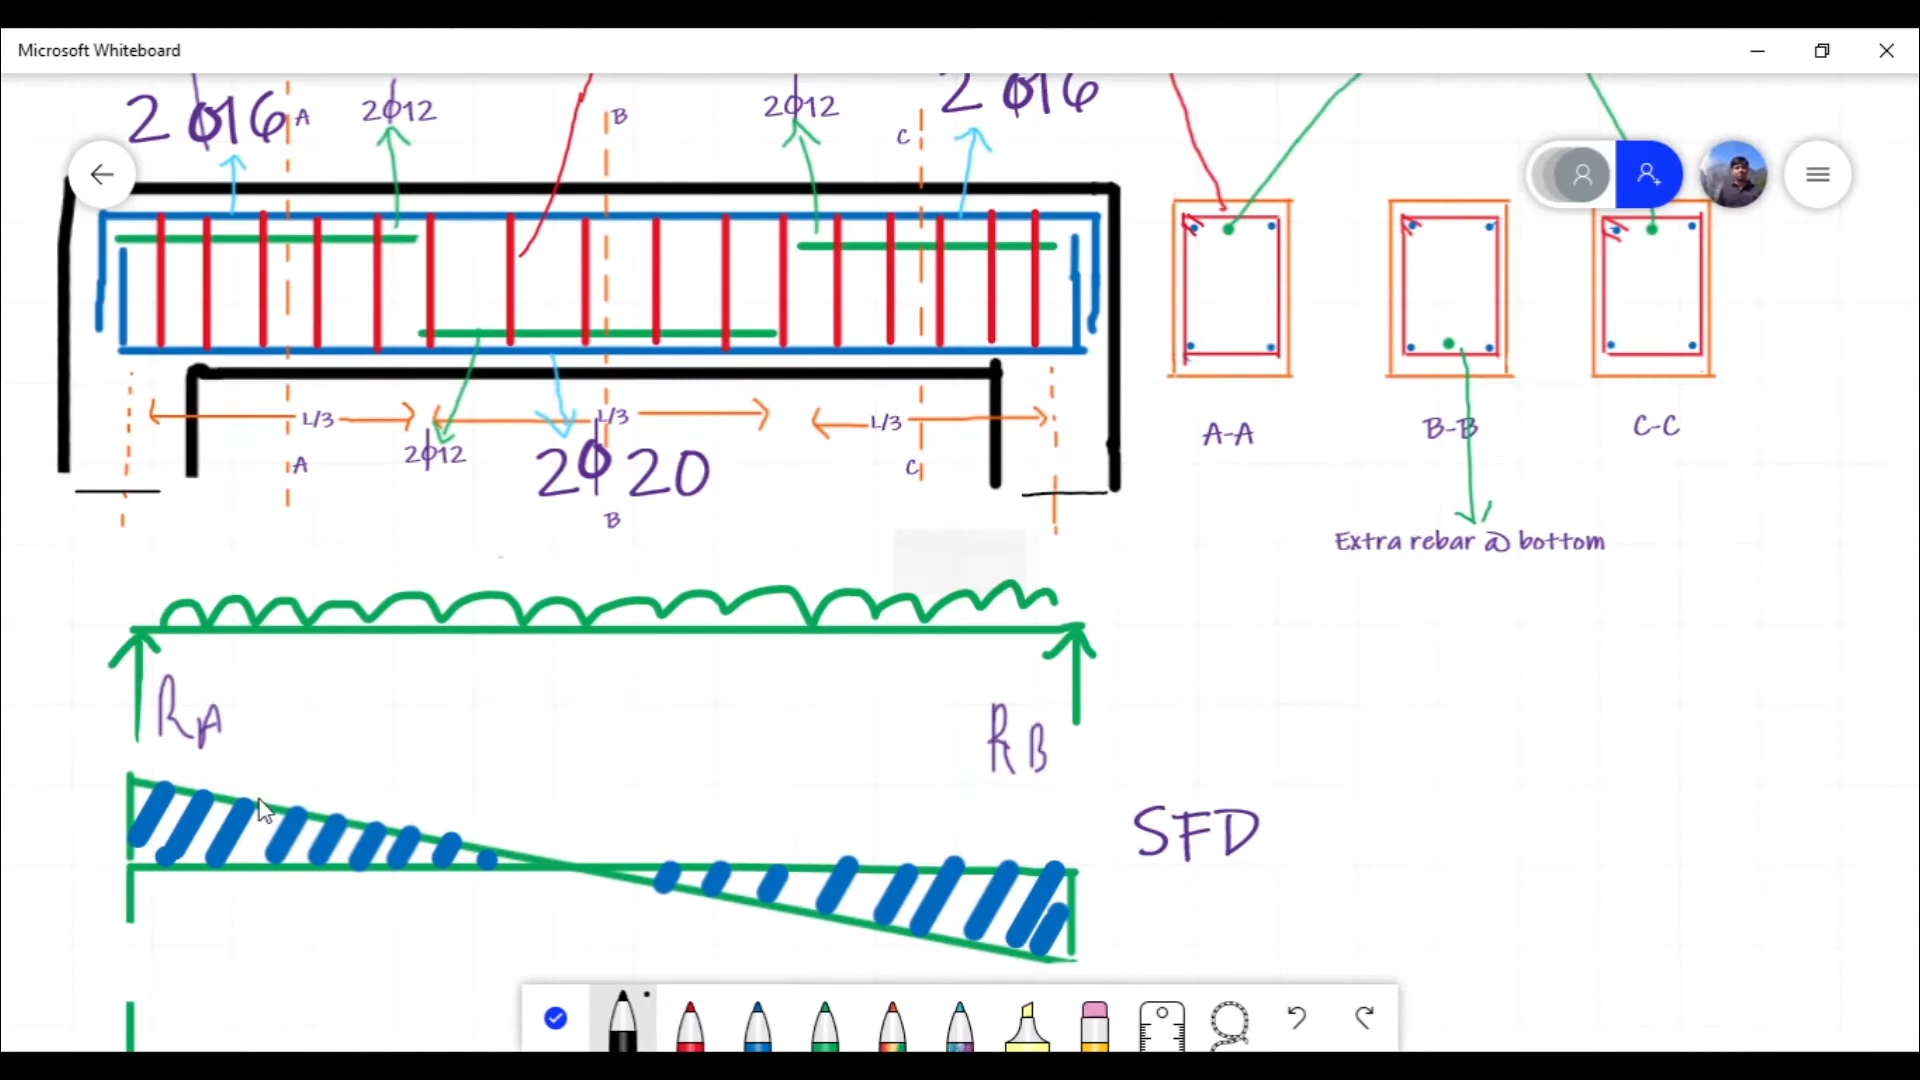 Microsoft Whiteboard
2ϕ16 A 2ϕ12 B 2ϕ12 C 2ϕ16
L/3 L/3 L/3
A 2ϕ12 2ϕ20 C
B
A-A B-B C-C
Extra rebar @ bottom
RA RB
SFD